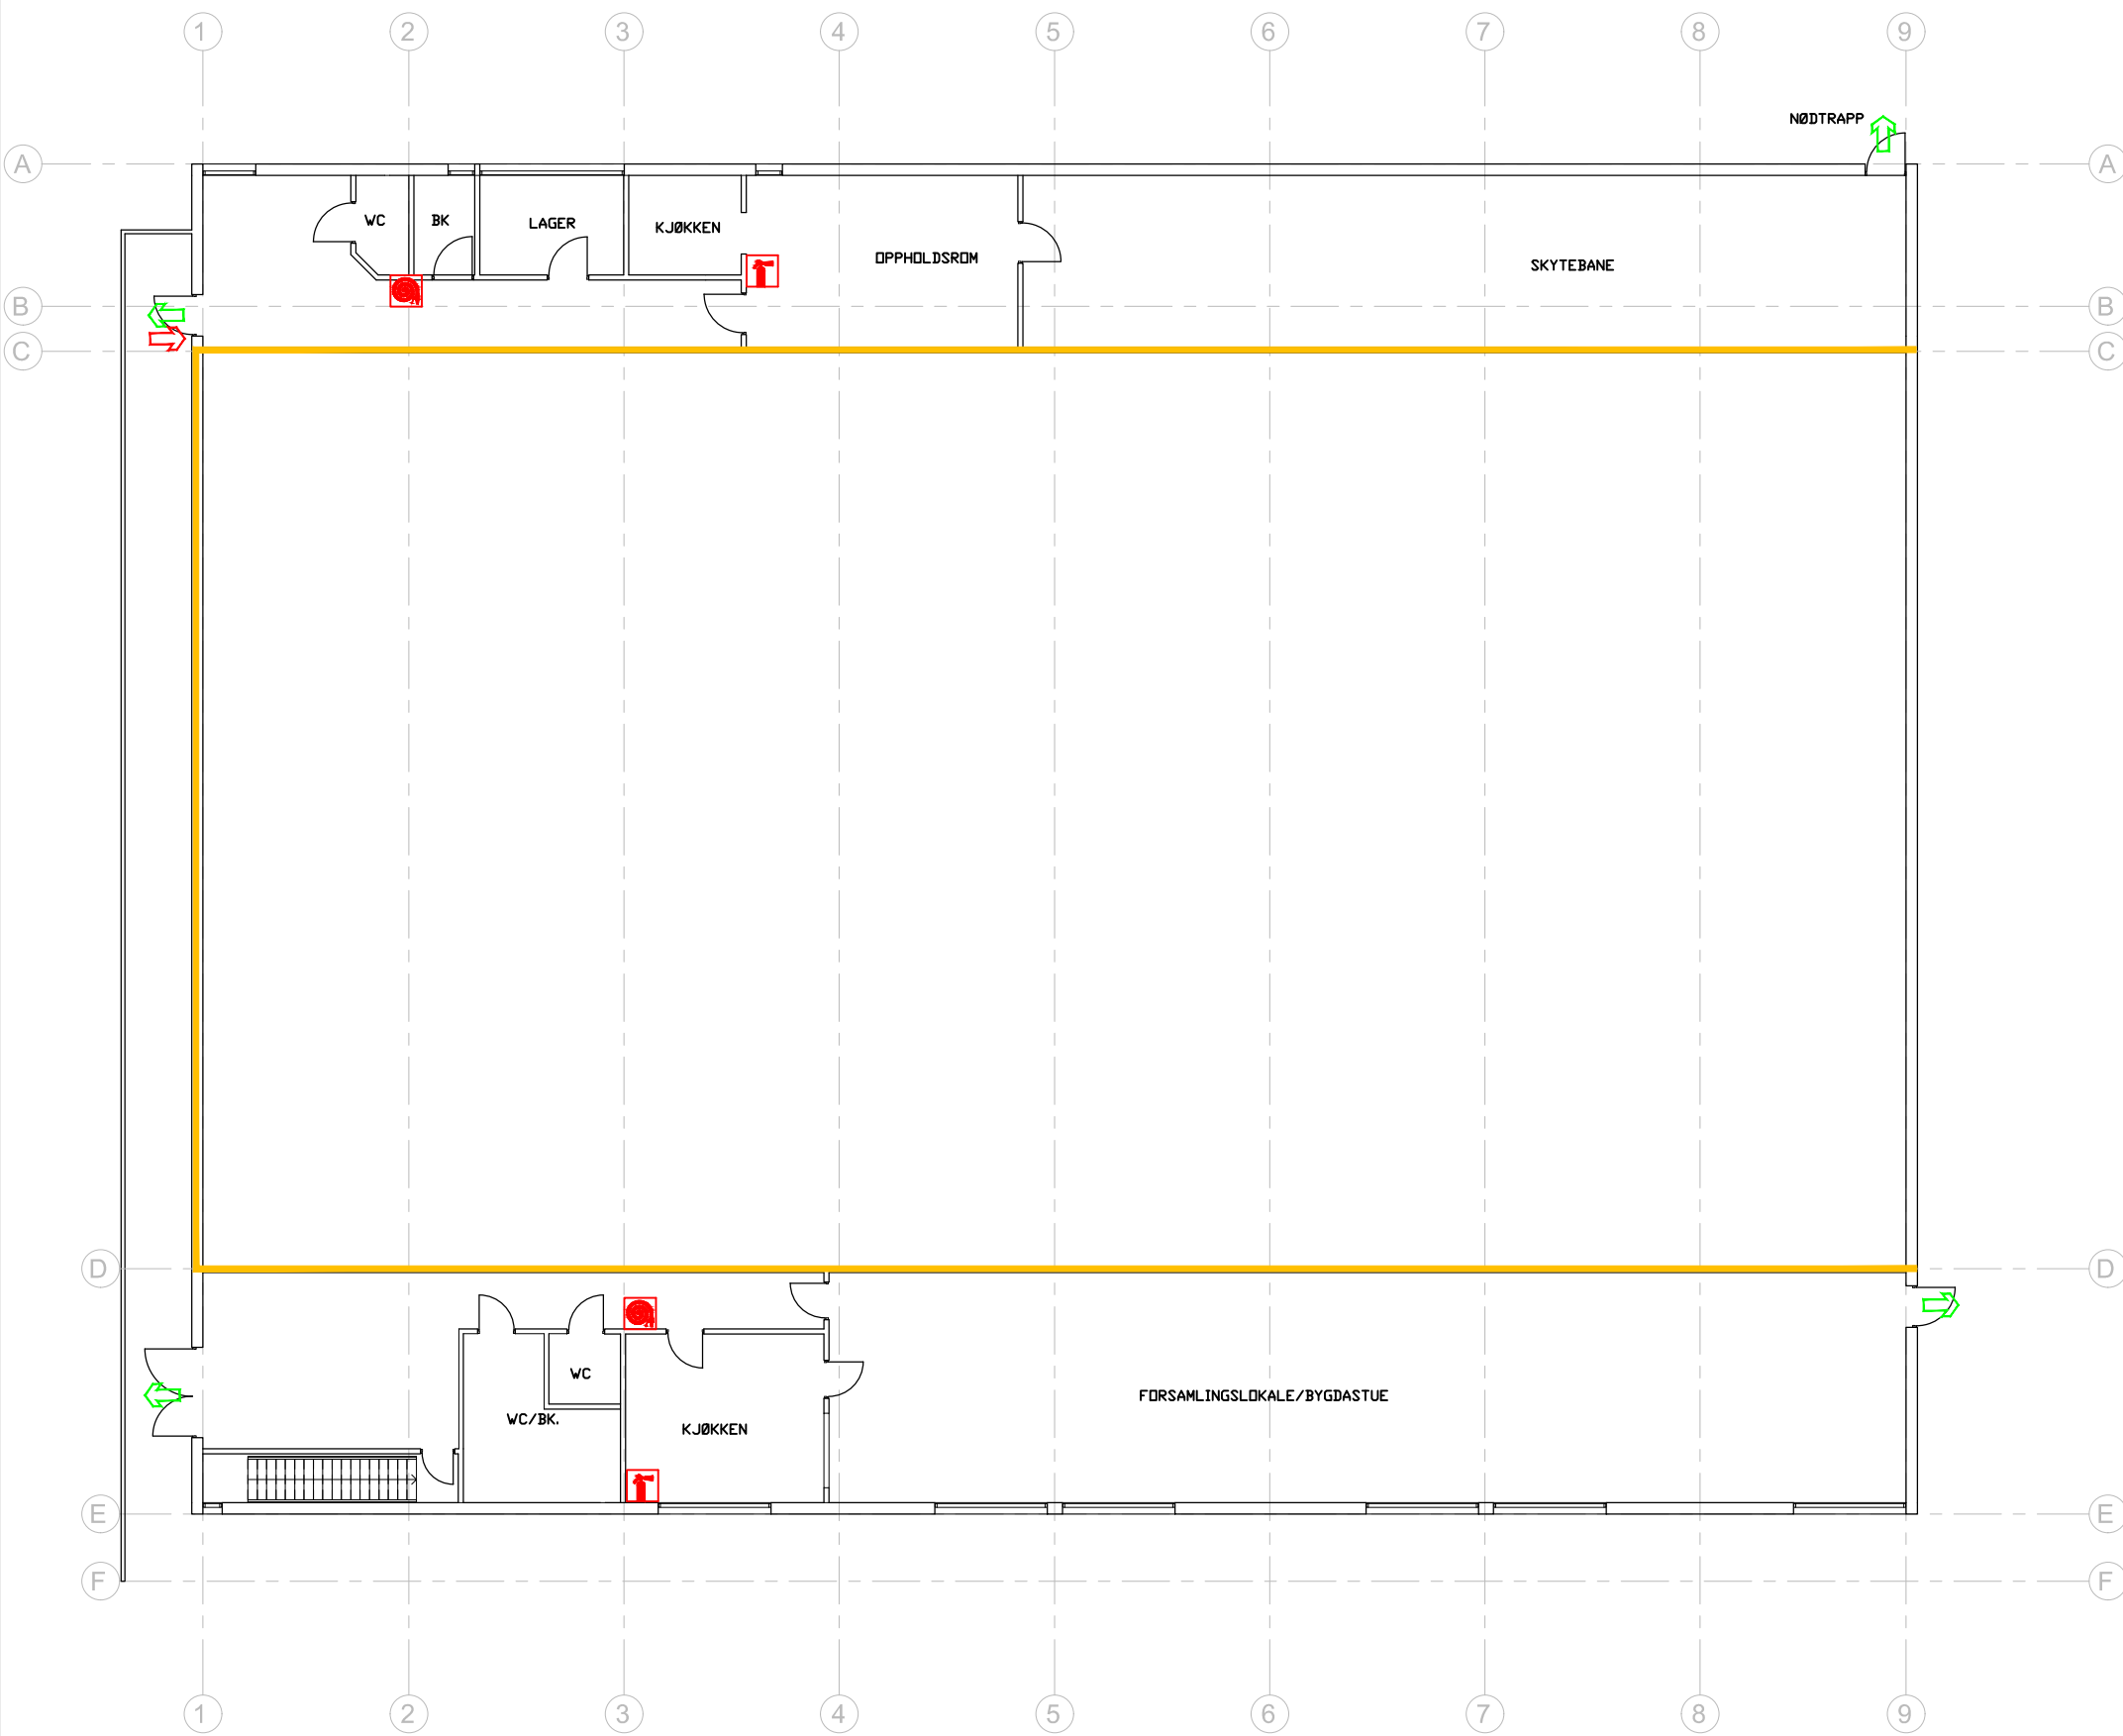 1 2 3 4 5 6 7 8 9
NØDTRAPP
A A
WC BK LAGER KJØKKEN
OPPHOLDSROM SKYTEBANE
B B
C C
D D
WC
WC/BK. KJØKKEN FORSAMLINGSLOKALE/BYGDASTUE
E E
F F
1 2 3 4 5 6 7 8 9